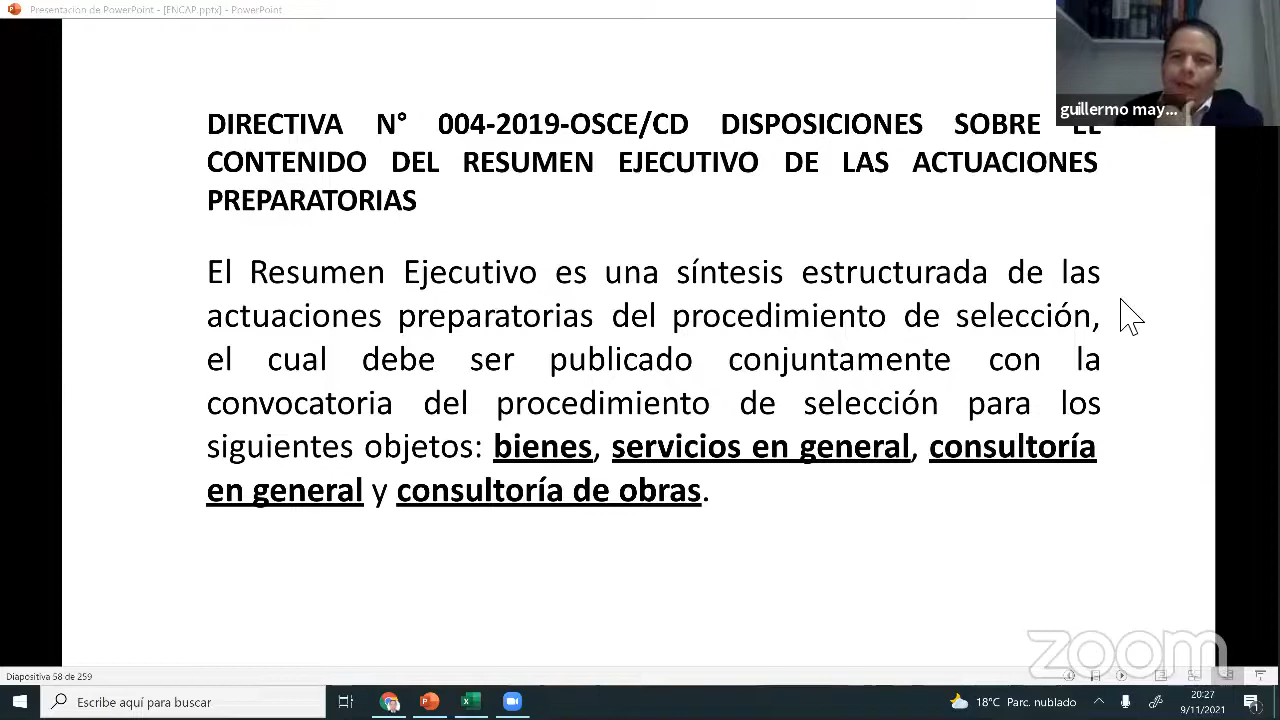 Presentación de PowerPoint - [ENCAP.pptx] - PowerPoint
guillermo may...
DIRECTIVA N° 004-2019-OSCE/CD DISPOSICIONES SOBRE EL
CONTENIDO DEL RESUMEN EJECUTIVO DE LAS ACTUACIONES
PREPARATORIAS
El Resumen Ejecutivo es una síntesis estructurada de las
actuaciones preparatorias del procedimiento de selección,
el cual debe ser publicado conjuntamente con la
convocatoria del procedimiento de selección para los
siguientes objetos: bienes, servicios en general, consultoría
en general y consultoría de obras.
zoom
Diapositiva 58 de 259
Escribe aquí para buscar
18°C Parc. nublado
20:27
9/11/2021